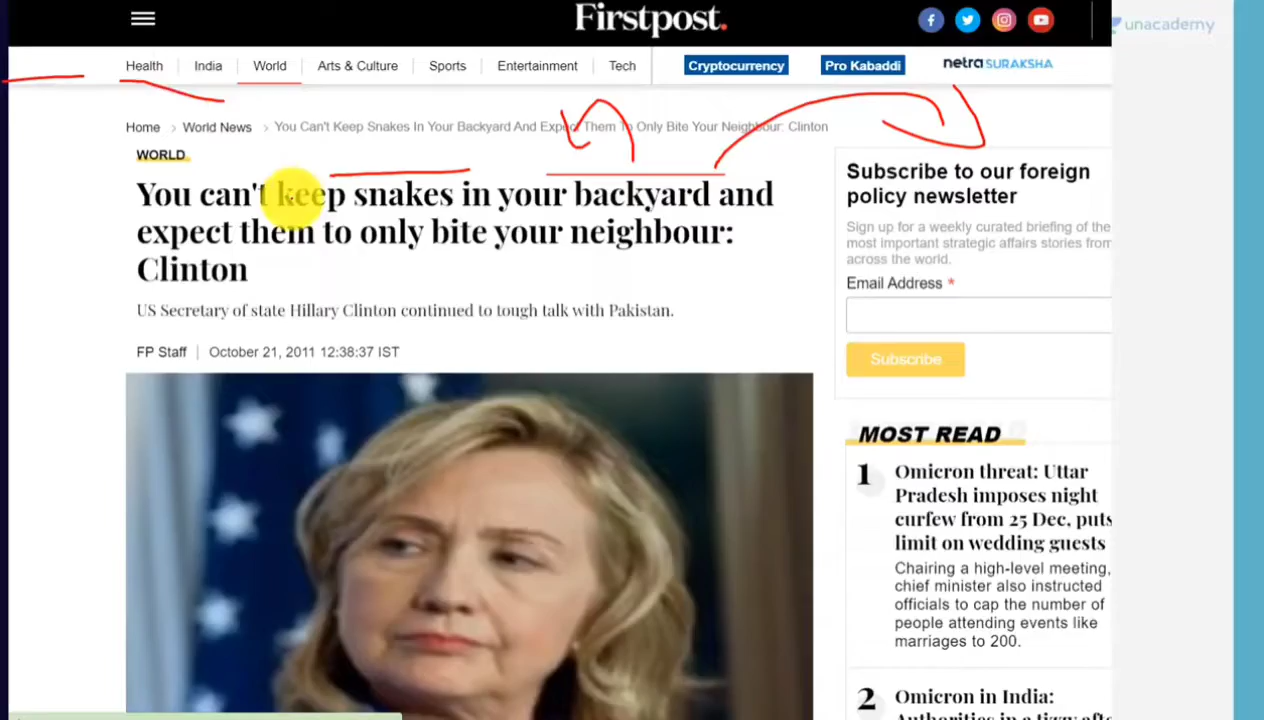 Firstpost.
unacademy
Health India World Arts & Culture Sports Entertainment Tech Cryptocurrency Pro Kabaddi netra SURAKSHA
Home > World News > You Can't Keep Snakes In Your Backyard And Expect Them To Only Bite Your Neighbour: Clinton
WORLD
You can't keep snakes in your backyard and
expect them to only bite your neighbour:
Clinton
US Secretary of state Hillary Clinton continued to tough talk with Pakistan.
FP Staff | October 21, 2011 12:38:37 IST
Subscribe to our foreign
policy newsletter
Sign up for a weekly curated briefing of the
most important strategic affairs stories from
across the world.
Email Address *
Subscribe
MOST READ
1 Omicron threat: Uttar
Pradesh imposes night
curfew from 25 Dec, puts
limit on wedding guests
Chairing a high-level meeting,
chief minister also instructed
officials to cap the number of
people attending events like
marriages to 200.
2 Omicron in India:
Authorities in a tizzy after